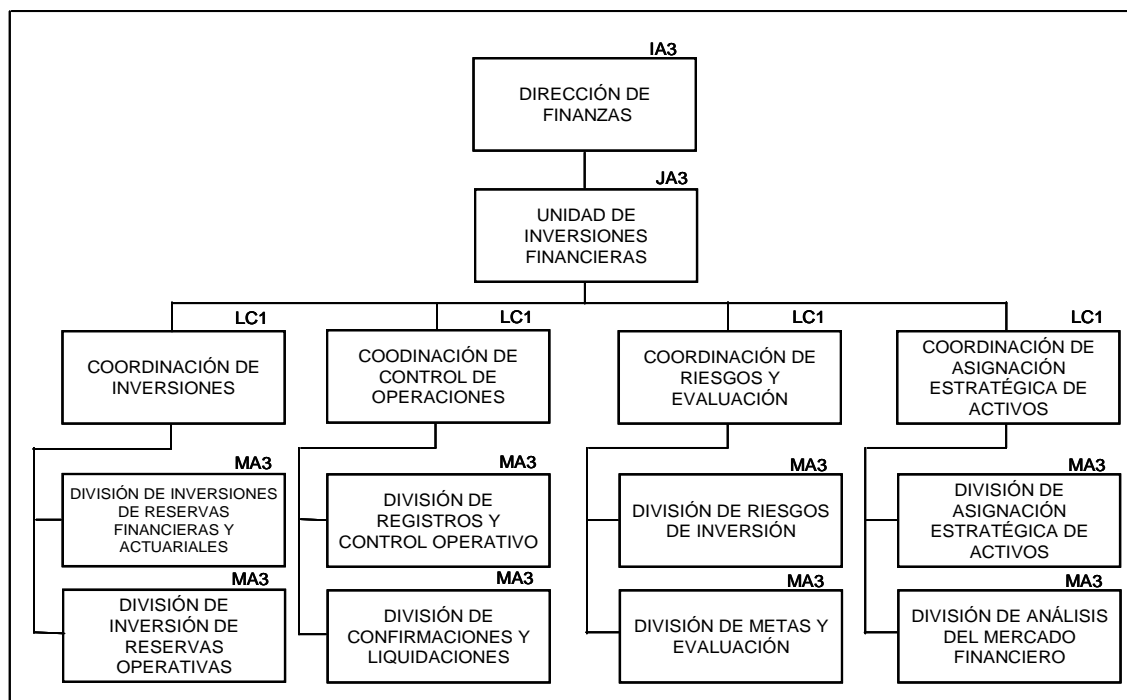 IA3
DIRECCIÓN DE
FINANZAS
JA3
UNIDAD DE
INVERSIONES
FINANCIERAS
LC1
COORDINACIÓN DE
INVERSIONES
LC1
COODINACIÓN DE
CONTROL DE
OPERACIONES
LC1
COORDINACIÓN DE
RIESGOS Y
EVALUACIÓN
LC1
COORDINACIÓN DE
ASIGNACIÓN
ESTRATÉGICA DE
ACTIVOS
MA3
DIVISIÓN DE INVERSIONES
DE RESERVAS
FINANCIERAS Y
ACTUARIALES
MA3
DIVISIÓN DE
REGISTROS Y
CONTROL OPERATIVO
MA3
DIVISIÓN DE RIESGOS
DE INVERSIÓN
MA3
DIVISIÓN DE
ASIGNACIÓN
ESTRATÉGICA DE
ACTIVOS
MA3
DIVISIÓN DE
INVERSIÓN DE
RESERVAS
OPERATIVAS
MA3
DIVISIÓN DE
CONFIRMACIONES Y
LIQUIDACIONES
MA3
DIVISIÓN DE METAS Y
EVALUACIÓN
MA3
DIVISIÓN DE ANÁLISIS
DEL MERCADO
FINANCIERO